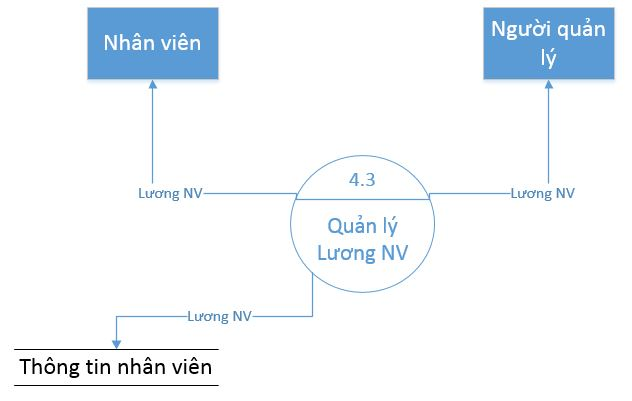 Nhân viên
Người quản
lý
4.3
Lương NV
Lương NV
Quản lý
Lương NV
Lương NV
Thông tin nhân viên